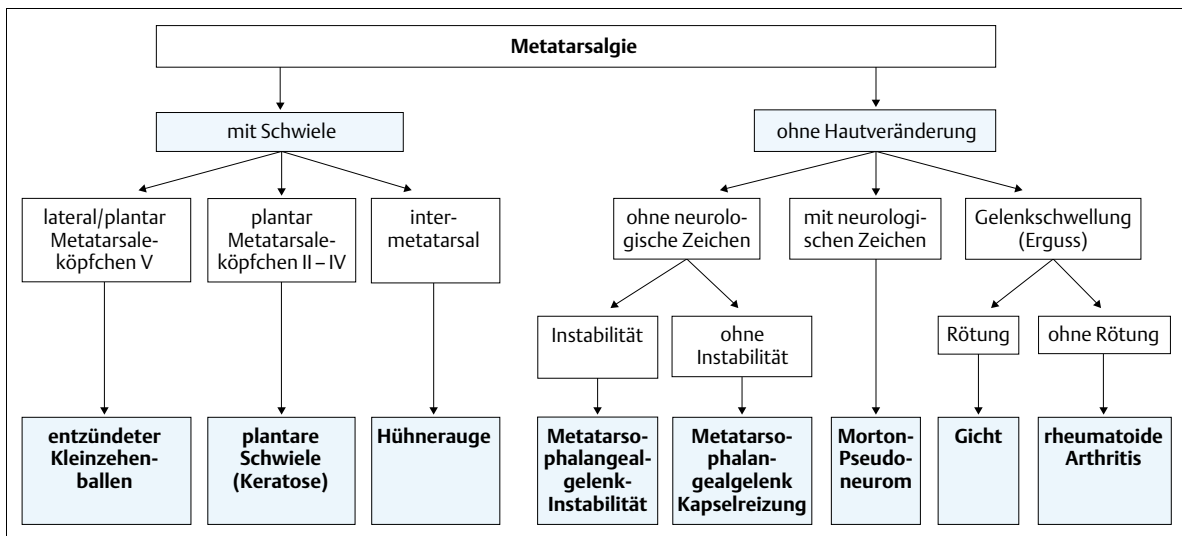 Metatarsalgie
mit Schwiele
ohne Hautveränderung
lateral/plantar
Metatarsale-
köpfchen V
plantar
Metatarsale-
köpfchen II – IV
inter-
metatarsal
ohne neurolo-
gische Zeichen
mit neurologi-
schen Zeichen
Gelenkschwellung
(Erguss)
Instabilität
ohne
Instabilität
Rötung
ohne Rötung
entzündeter
Kleinzehen-
ballen
plantare
Schwiele
(Keratose)
Hühnerauge
Metatarso-
phalangeal-
gelenk-
Instabilität
Metatarso-
phalan-
gealgelenk
Kapselreizung
Morton-
Pseudo-
neurom
Gicht
rheumatoide
Arthritis